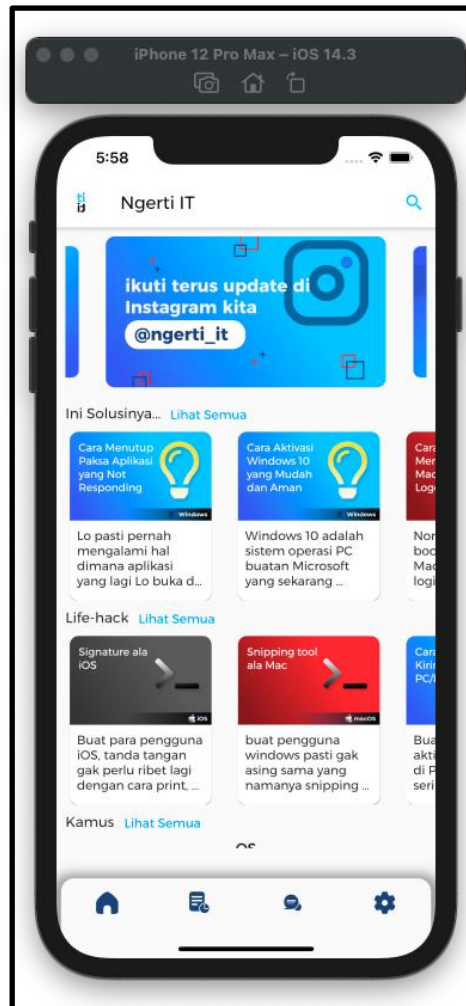 iPhone 12 Pro Max – iOS 14.3
5:58
Ngerti IT
ikuti terus update di
Instagram kita
@ngerti_it
Ini Solusinya... Lihat Semua
Cara Menutup
Paksa Aplikasi
yang Not
Responding
Windows
Lo pasti pernah
mengalami hal
dimana aplikasi
yang lagi Lo buka d...
Cara Aktivasi
Windows 10
yang Mudah
dan Aman
Windows
Windows 10 adalah
sistem operasi PC
buatan Microsoft
yang sekarang ...
Life-hack Lihat Semua
Signature ala
iOS
iOS
Buat para pengguna
iOS, tanda tangan
gak perlu ribet lagi
dengan cara print, ...
Snipping tool
ala Mac
macOS
buat pengguna
windows pasti gak
asing sama yang
namanya snipping ...
Kamus Lihat Semua